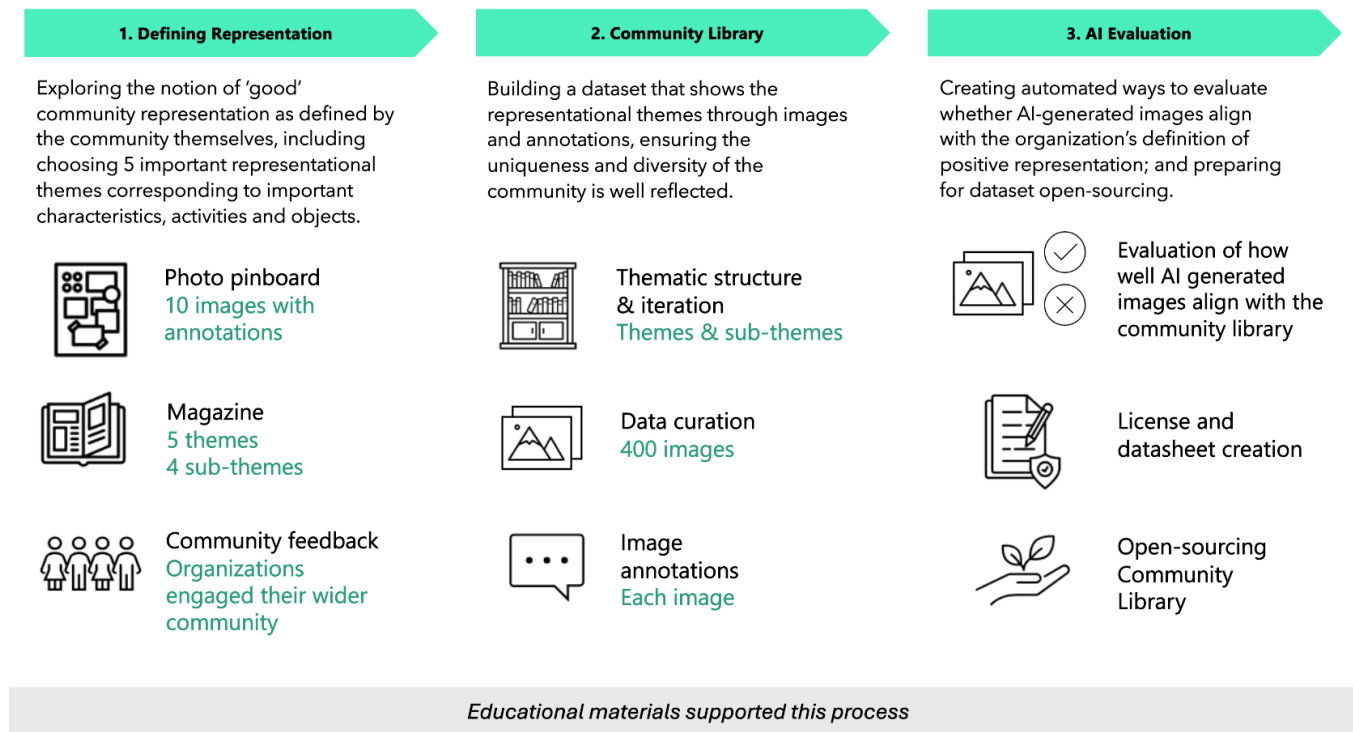 1. Defining Representation
Exploring the notion of ‘good’
community representation as defined by
the community themselves, including
choosing 5 important representational
themes corresponding to important
characteristics, activities and objects.
Photo pinboard
10 images with
annotations
Magazine
5 themes
4 sub-themes
Community feedback
Organizations
engaged their wider
community
2. Community Library
Building a dataset that shows the
representational themes through images
and annotations, ensuring the
uniqueness and diversity of the
community is well reflected.
Thematic structure
& iteration
Themes & sub-themes
Data curation
400 images
Image
annotations
Each image
3. AI Evaluation
Creating automated ways to evaluate
whether AI-generated images align
with the organization’s definition of
positive representation; and preparing
for dataset open-sourcing.
Evaluation of how
well AI generated
images align with the
community library
License and
datasheet creation
Open-sourcing
Community
Library
Educational materials supported this process